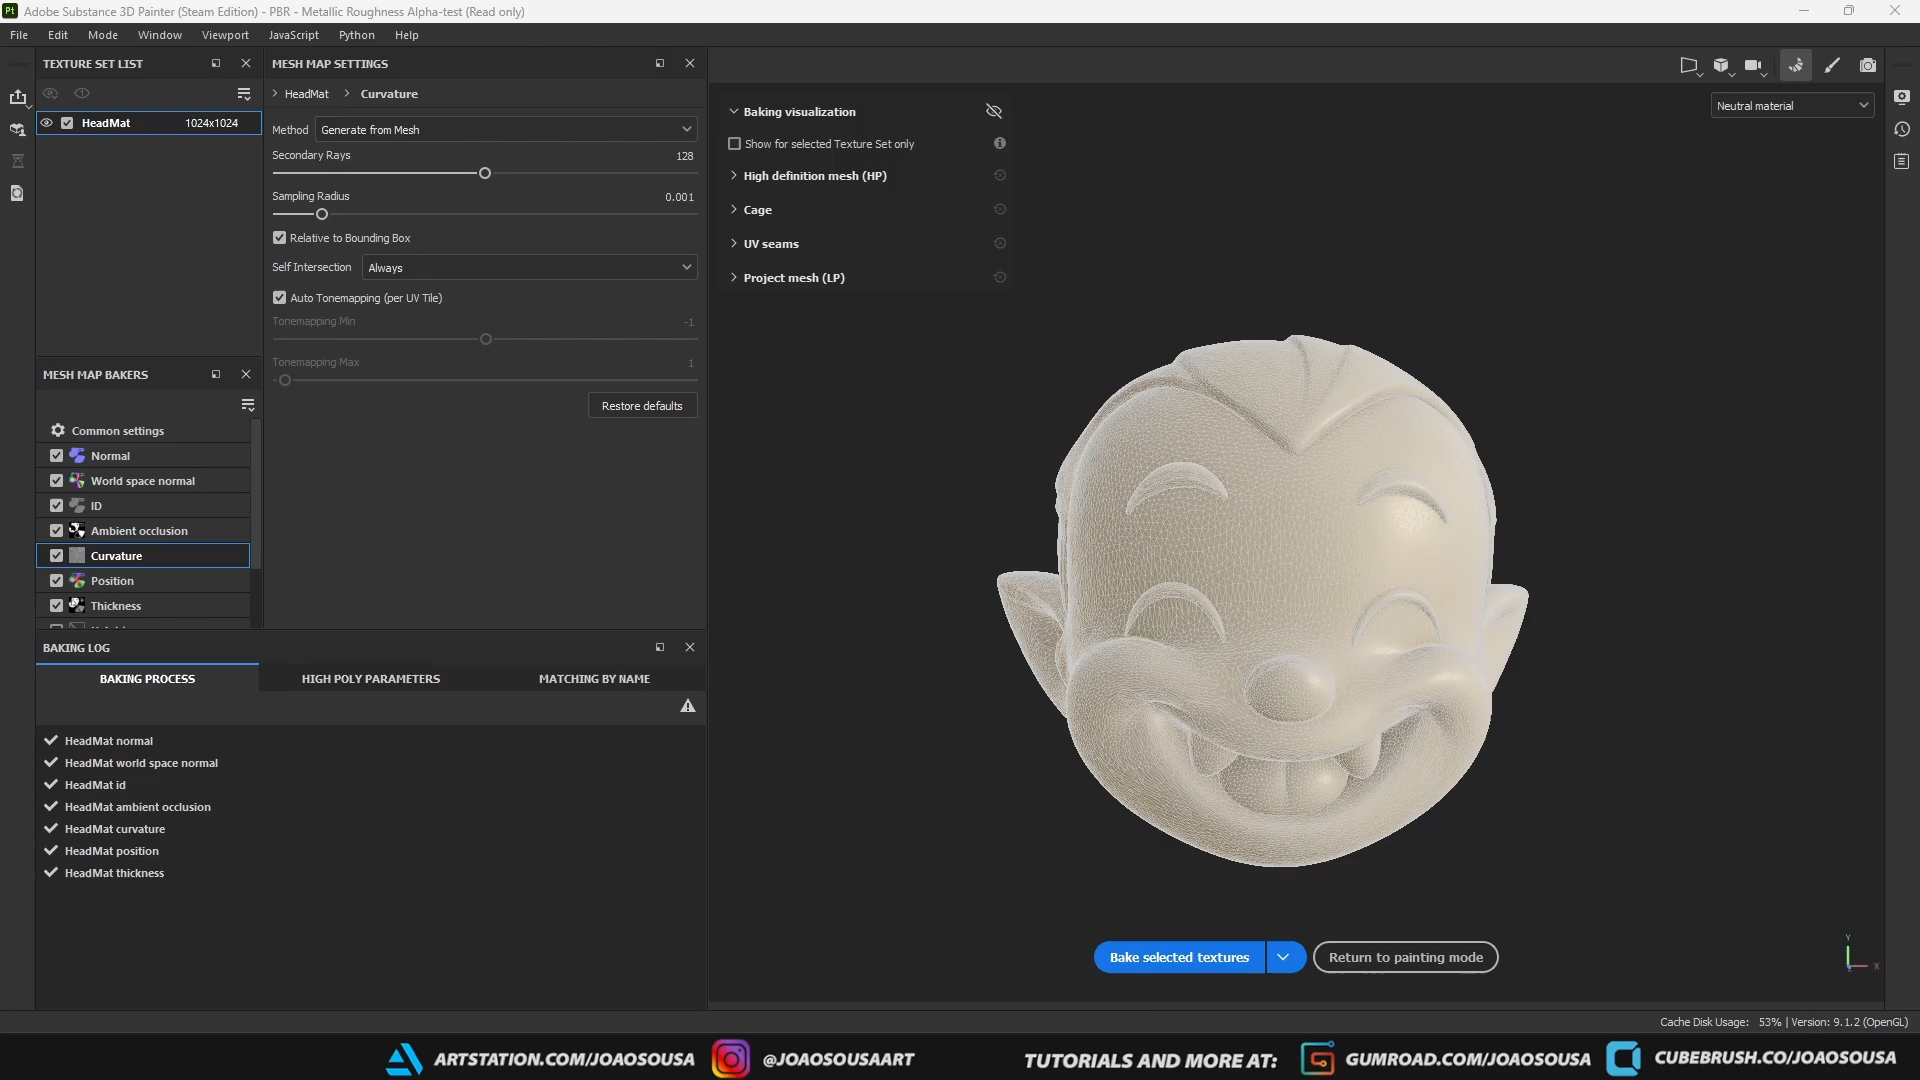 Adobe Substance 3D Painter (Steam Edition) - PBR - Metallic Roughness Alpha-test (Read only)
File Edit Mode Window Viewport JavaScript Python Help
TEXTURE SET LIST
HeadMat 1024x1024
MESH MAP SETTINGS
HeadMat > Curvature
Method Generate from Mesh
Secondary Rays 128
Sampling Radius 0.001
Relative to Bounding Box
Self Intersection Always
Auto Tonemapping (per UV Tile)
Tonemapping Min -1
Tonemapping Max 1
Restore defaults
MESH MAP BAKERS
Common settings
Normal
World space normal
ID
Ambient occlusion
Curvature
Position
Thickness
BAKING LOG
BAKING PROCESS HIGH POLY PARAMETERS MATCHING BY NAME
HeadMat normal
HeadMat world space normal
HeadMat id
HeadMat ambient occlusion
HeadMat curvature
HeadMat position
HeadMat thickness
Baking visualization
Show for selected Texture Set only
High definition mesh (HP)
Cage
UV seams
Project mesh (LP)
Neutral material
Bake selected textures
Return to painting mode
Y
X
Cache Disk Usage: 53% | Version: 9.1.2 (OpenGL)
ARTSTATION.COM/JOAOSOUSA @JOAOSOUSAART TUTORIALS AND MORE AT: GUMROAD.COM/JOAOSOUSA CUBEBRUSH.CO/JOAOSOUSA